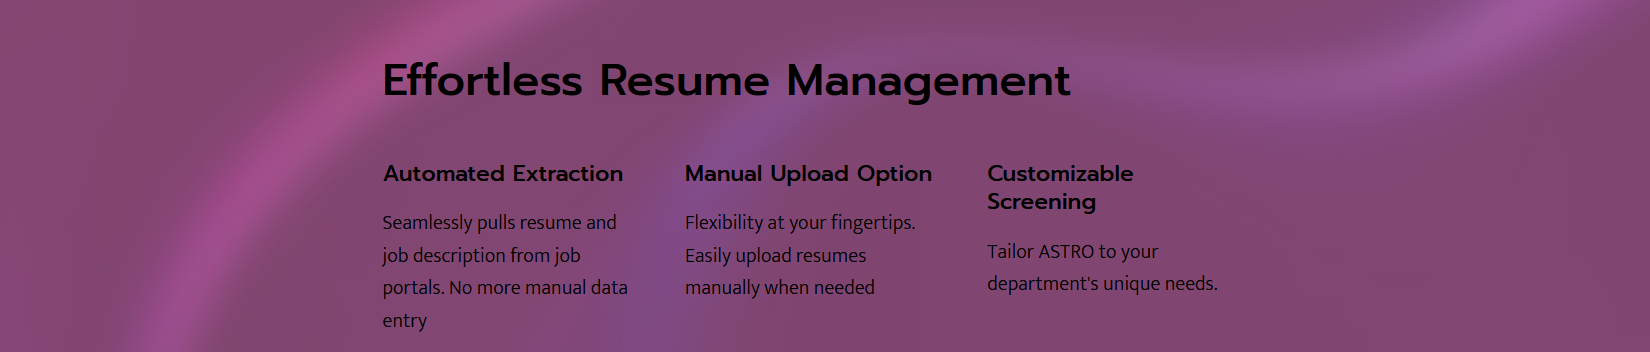 Effortless Resume Management
Automated Extraction
Seamlessly pulls resume and
job description from job
portals. No more manual data
entry
Manual Upload Option
Flexibility at your fingertips.
Easily upload resumes
manually when needed
Customizable
Screening
Tailor ASTRO to your
department's unique needs.